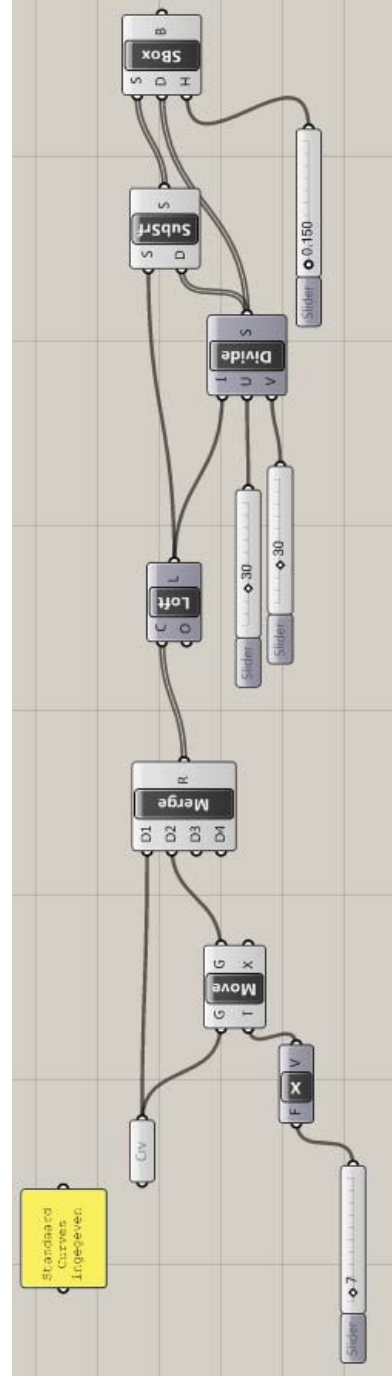 Standaard
Curves
ingegeven
Crv
Slider
7
F
X
V
G
T
Move
G
X
D1
D2
D3
D4
Merge
R
C
O
Loft
L
Slider
30
Slider
30
I
U
V
Divide
S
S
D
SubSrf
S
Slider
0.150
S
D
H
SBox
B